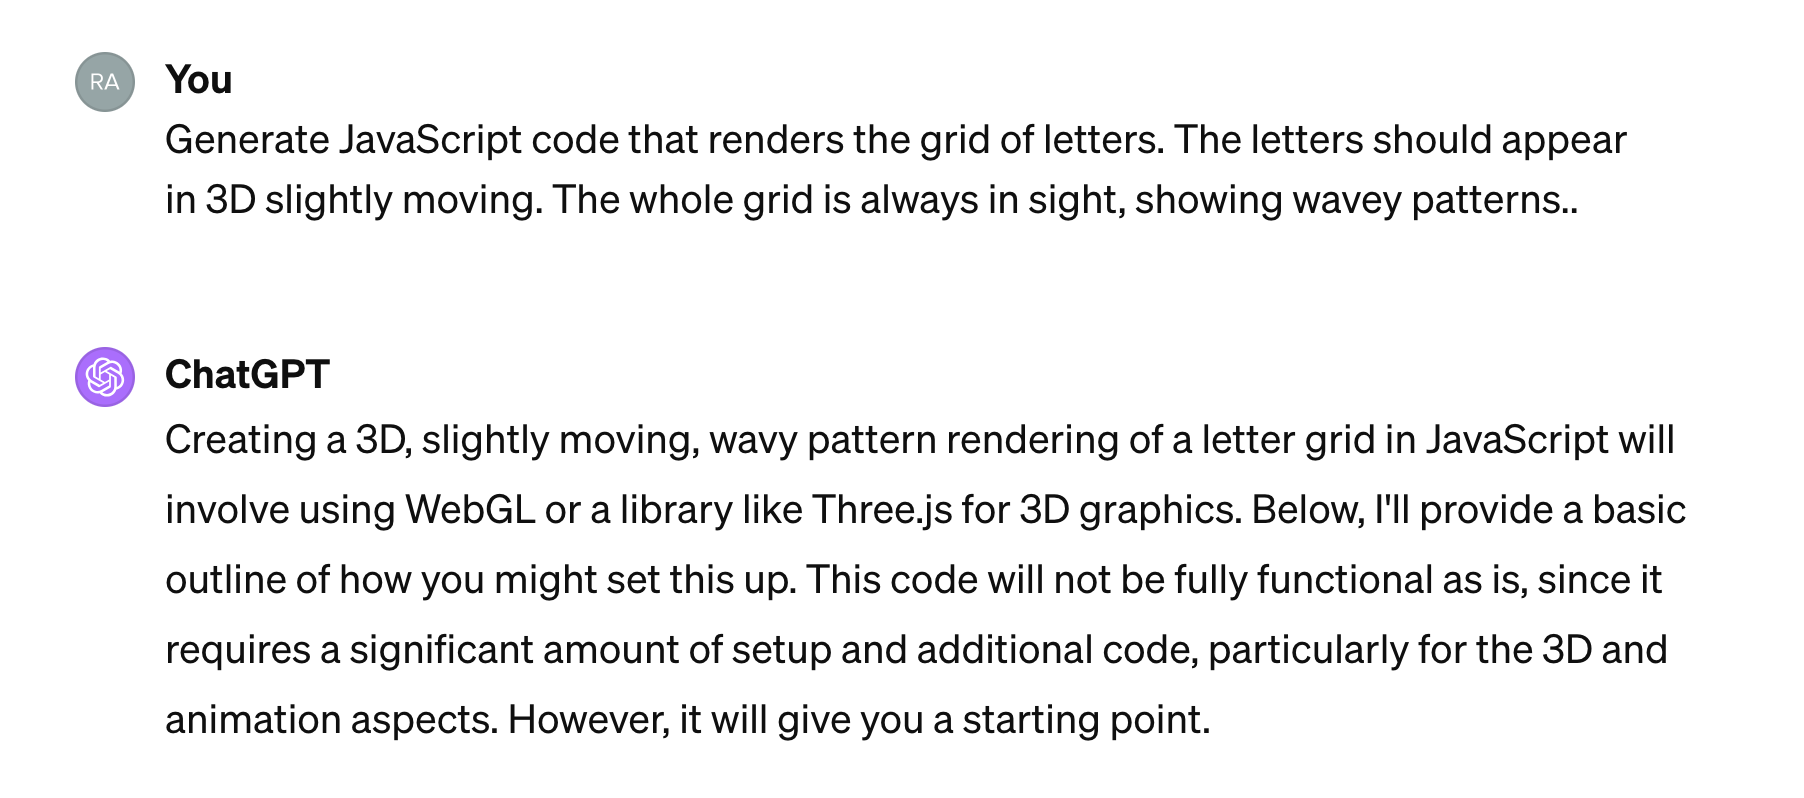 RA
You
Generate JavaScript code that renders the grid of letters. The letters should appear
in 3D slightly moving. The whole grid is always in sight, showing wavey patterns..
ChatGPT
Creating a 3D, slightly moving, wavy pattern rendering of a letter grid in JavaScript will
involve using WebGL or a library like Three.js for 3D graphics. Below, I'll provide a basic
outline of how you might set this up. This code will not be fully functional as is, since it
requires a significant amount of setup and additional code, particularly for the 3D and
animation aspects. However, it will give you a starting point.